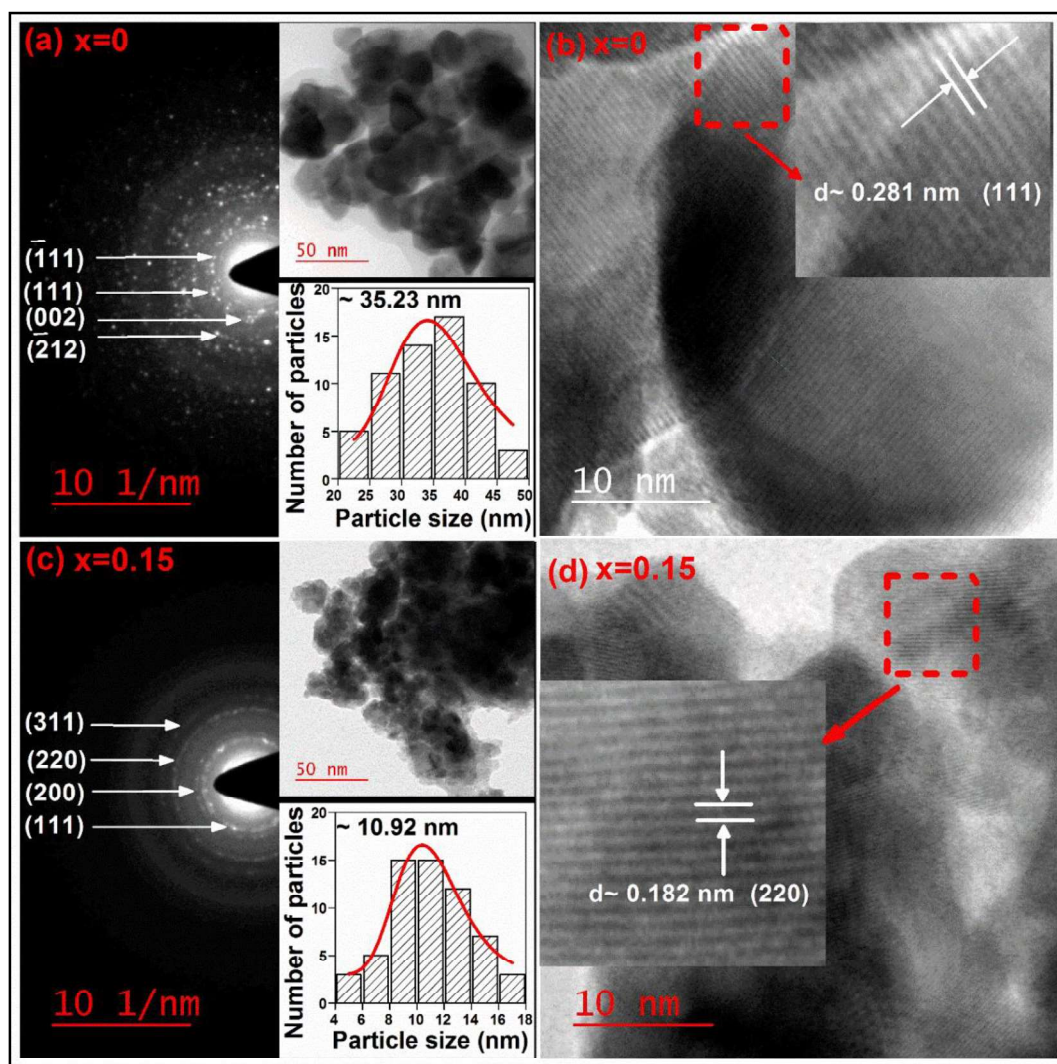 (a) x=0
(1̅11)
(111)
(002)
(2̅12)
10 1/nm
50 nm
~ 35.23 nm
Number of particles
20
15
10
5
0
20 25 30 35 40 45 50
Particle size (nm)
(b) x=0
d~ 0.281 nm (111)
10 nm
(c) x=0.15
(311)
(220)
(200)
(111)
10 1/nm
50 nm
~ 10.92 nm
Number of particles
20
16
10
5
0
4 6 8 10 12 14 16 18
Particle size (nm)
(d) x=0.15
d~ 0.182 nm (220)
10 nm